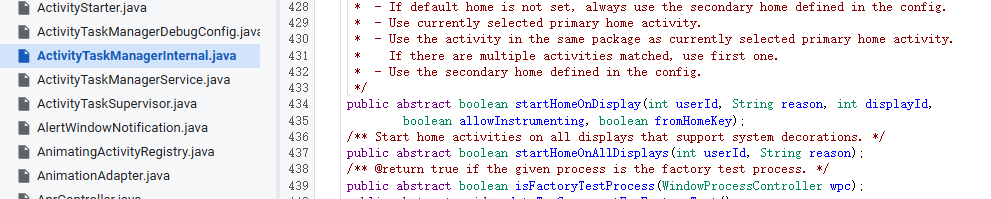 ActivityStarter.java
ActivityTaskManagerDebugConfig.java
ActivityTaskManagerInternal.java
ActivityTaskManagerService.java
ActivityTaskSupervisor.java
AlertWindowNotification.java
AnimatingActivityRegistry.java
AnimationAdapter.java
428 *  - If default home is not set, always use the secondary home defined in the config.
429 *  - Use currently selected primary home activity.
430 *  - Use the activity in the same package as currently selected primary home activity.
431 *    If there are multiple activities matched, use first one.
432 *  - Use the secondary home defined in the config.
433 */
434 public abstract boolean startHomeOnDisplay(int userId, String reason, int displayId,
435 boolean allowInstrumenting, boolean fromHomeKey);
436 /** Start home activities on all displays that support system decorations. */
437 public abstract boolean startHomeOnAllDisplays(int userId, String reason);
438 /** @return true if the given process is the factory test process. */
439 public abstract boolean isFactoryTestProcess(WindowProcessController wpc);